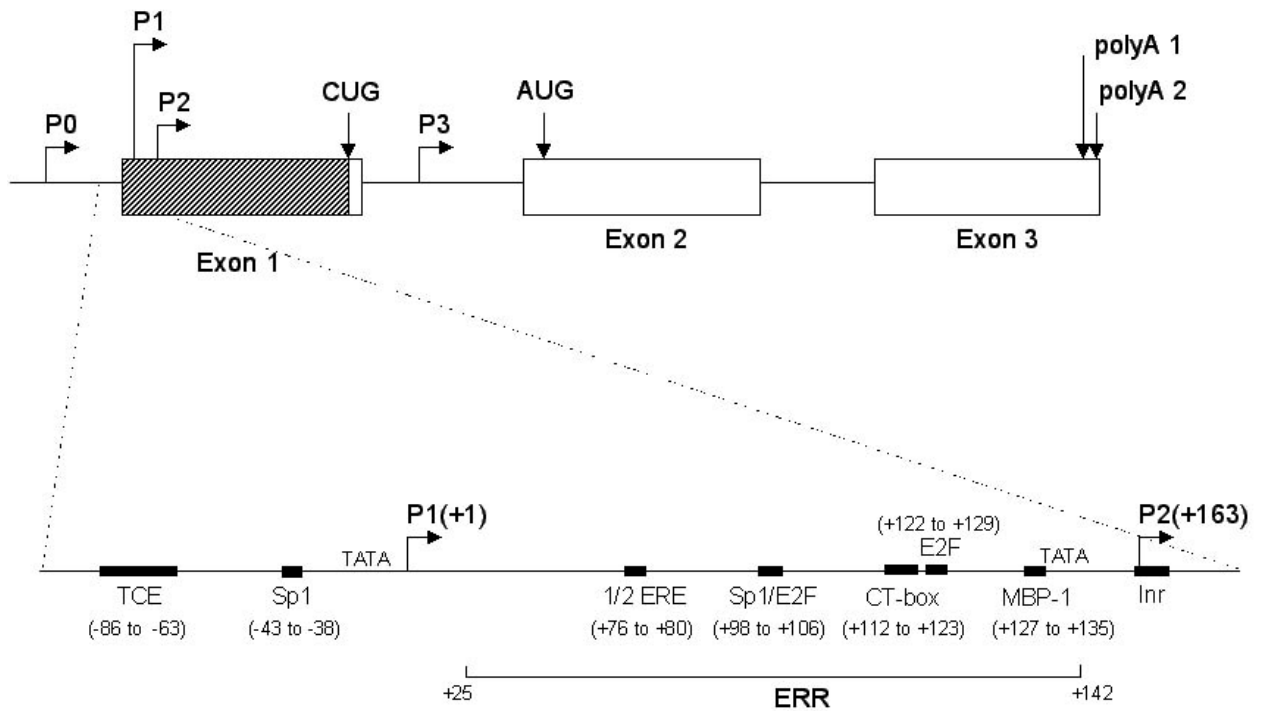 P1
polyA 1
CUG
AUG
polyA 2
P2
P0
P3
Exon 1
Exon 2
Exon 3
P1(+1)
(+122 to +129)
P2(+163)
TATA
E2F
TATA
TCE
Sp1
1/2 ERE
Sp1/E2F
CT-box
MBP-1
Inr
(-86 to -63)
(-43 to -38)
(+76 to +80)
(+98 to +106)
(+112 to +123)
(+127 to +135)
+25
ERR
+142